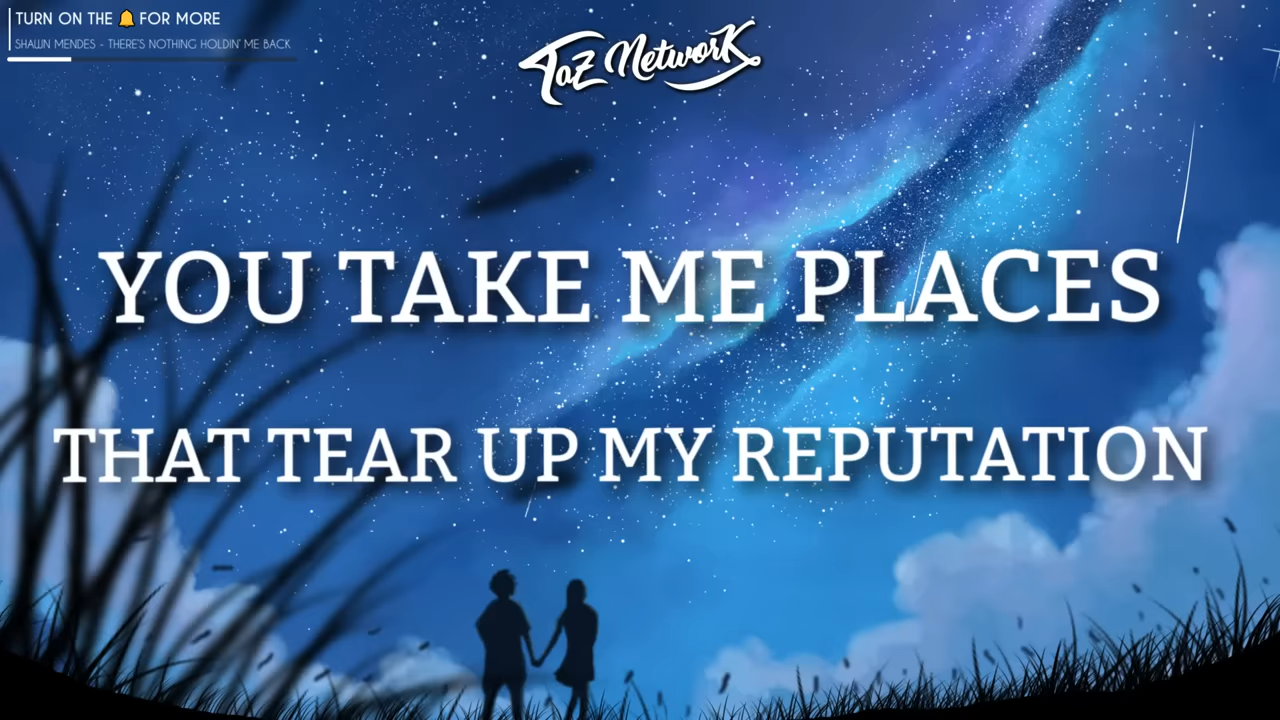 TURN ON THE 🔔 FOR MORE
SHAWN MENDES - THERE'S NOTHING HOLDIN' ME BACK
TaZ Network
YOU TAKE ME PLACES
THAT TEAR UP MY REPUTATION